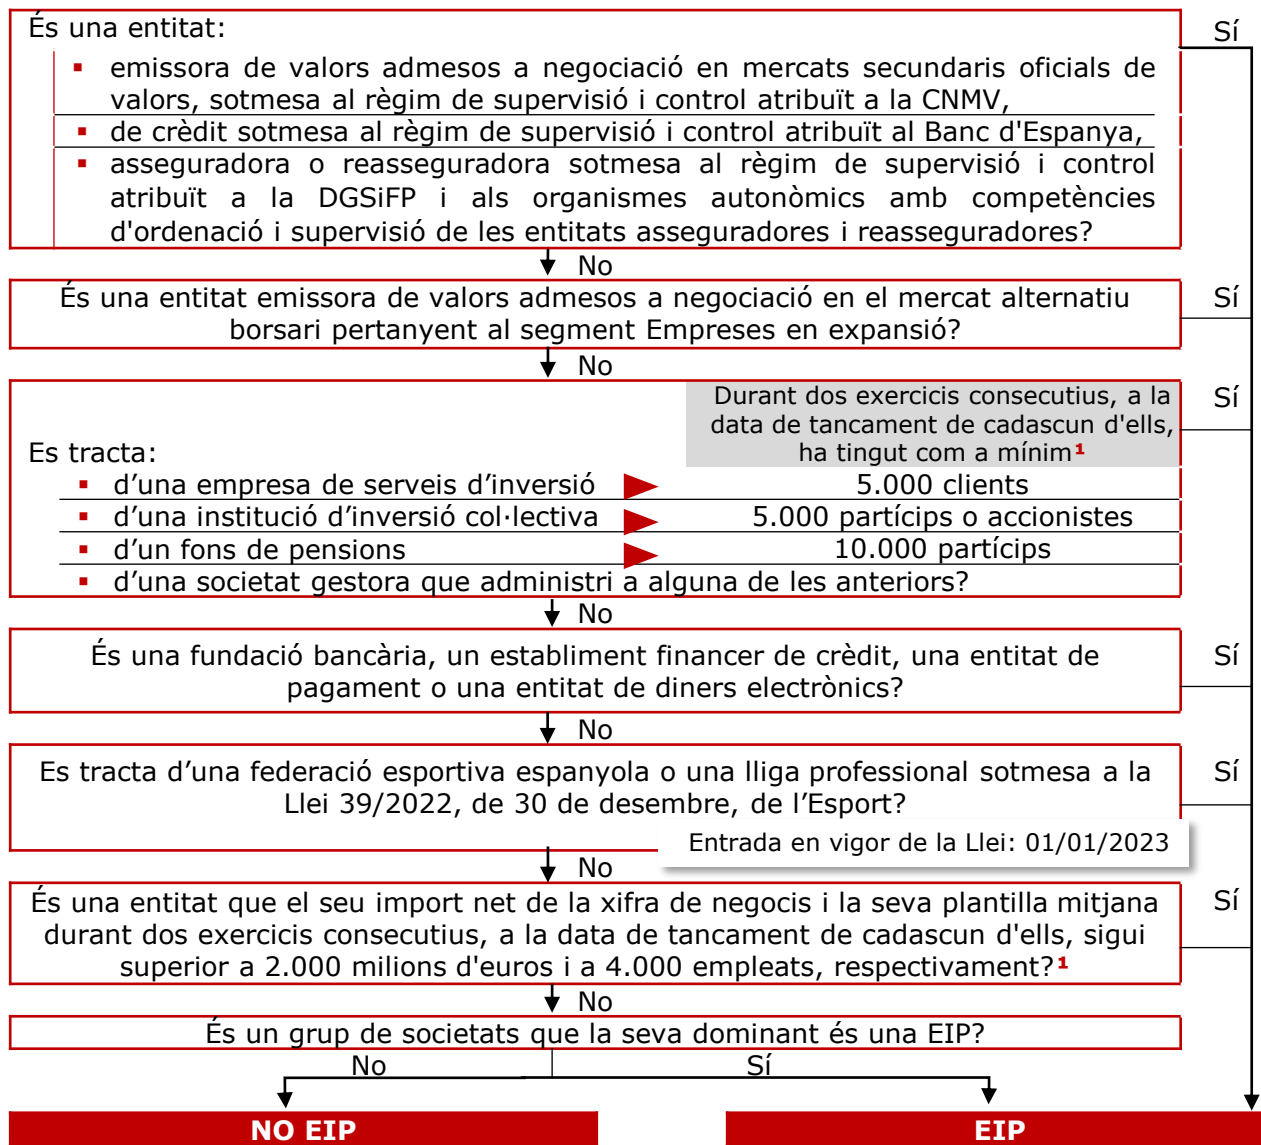 És una entitat:
Sí
▪ emissora de valors admesos a negociació en mercats secundaris oficials de
valors, sotmesa al règim de supervisió i control atribuït a la CNMV,
▪ de crèdit sotmesa al règim de supervisió i control atribuït al Banc d'Espanya,
▪ asseguradora o reasseguradora sotmesa al règim de supervisió i control
atribuït a la DGSiFP i als organismes autonòmics amb competències
d'ordenació i supervisió de les entitats asseguradores i reasseguradores?
No
És una entitat emissora de valors admesos a negociació en el mercat alternatiu
borsari pertanyent al segment Empreses en expansió?
Sí
No
Durant dos exercicis consecutius, a la
data de tancament de cadascun d'ells,
ha tingut com a mínim¹
Sí
Es tracta:
▪ d’una empresa de serveis d’inversió
5.000 clients
▪ d’una institució d’inversió col·lectiva
5.000 partícips o accionistes
▪ d’un fons de pensions
10.000 partícips
▪ d’una societat gestora que administri a alguna de les anteriors?
No
És una fundació bancària, un establiment financer de crèdit, una entitat de
pagament o una entitat de diners electrònics?
Sí
No
Es tracta d’una federació esportiva espanyola o una lliga professional sotmesa a la
Llei 39/2022, de 30 de desembre, de l’Esport?
Sí
Entrada en vigor de la Llei: 01/01/2023
No
És una entitat que el seu import net de la xifra de negocis i la seva plantilla mitjana
durant dos exercicis consecutius, a la data de tancament de cadascun d'ells, sigui
superior a 2.000 milions d'euros i a 4.000 empleats, respectivament?¹
Sí
No
És un grup de societats que la seva dominant és una EIP?
No
Sí
NO EIP
EIP